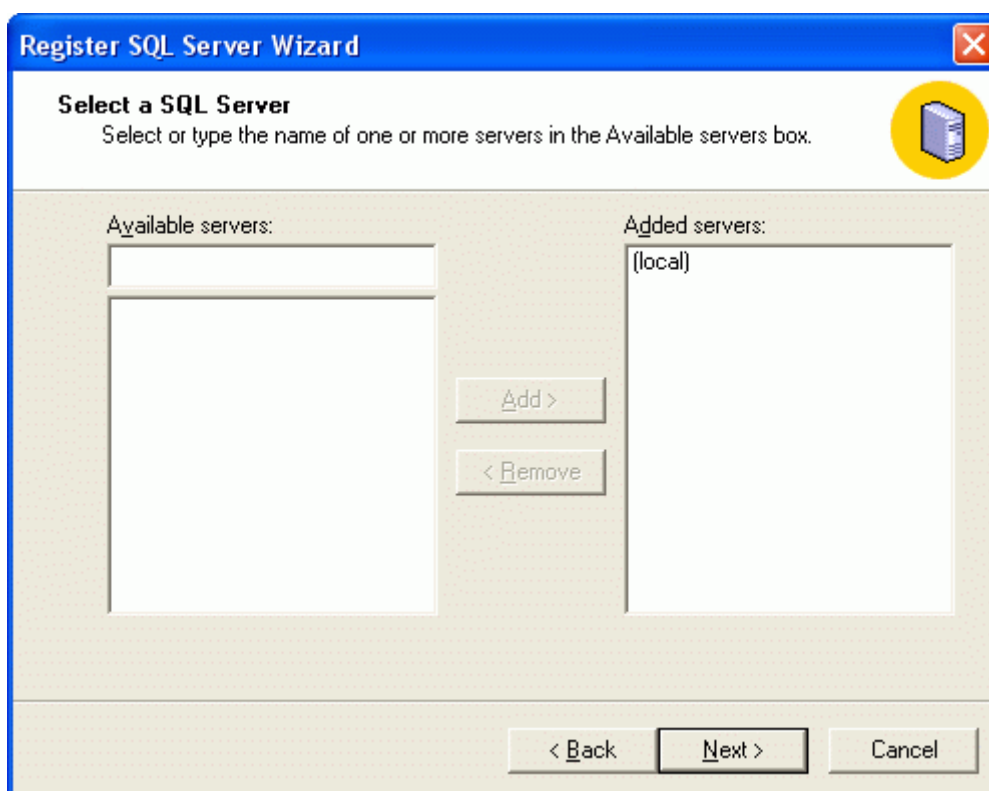 Register SQL Server Wizard
Select a SQL Server
Select or type the name of one or more servers in the Available servers box.
Available servers:
Added servers:
(local)
Add >
< Remove
< Back
Next >
Cancel